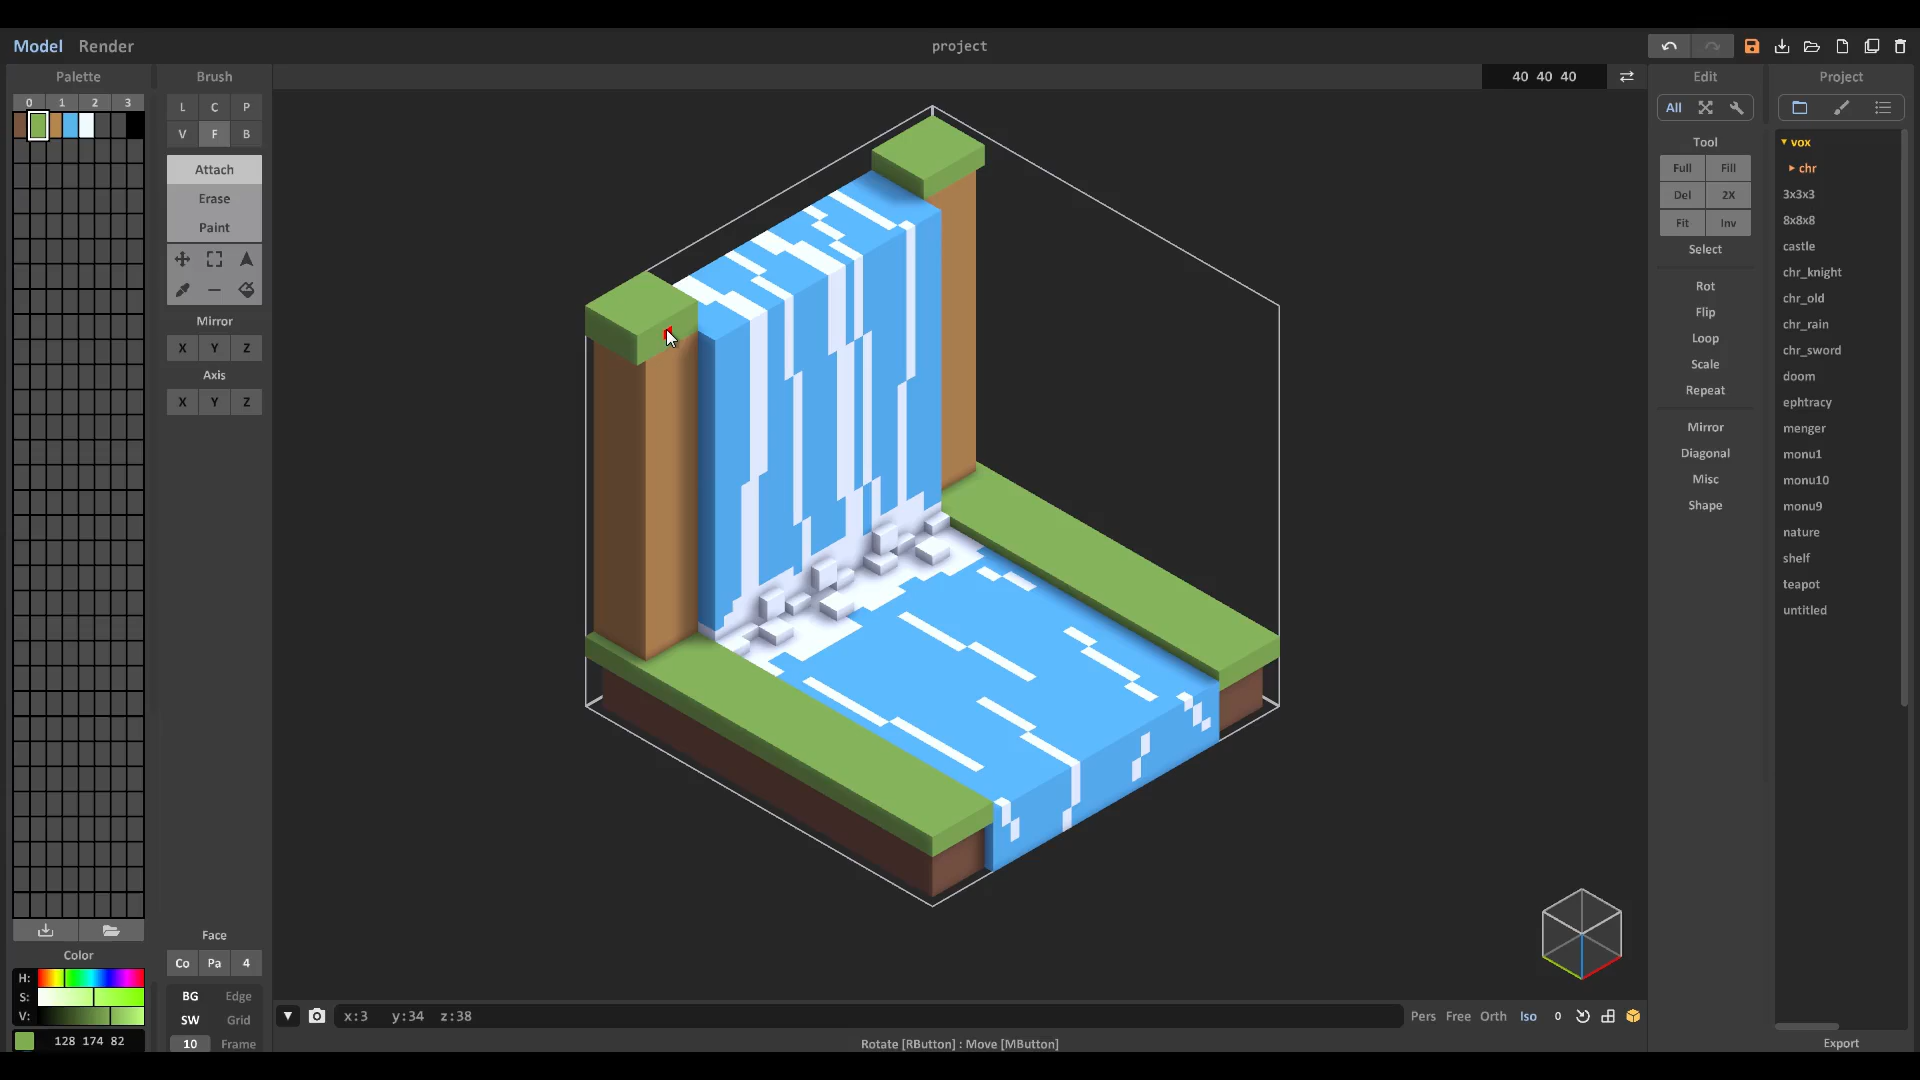 Model Render
project
Palette
Brush
40 40 40
Edit
Project
0 1 2 3
L C P
V F B
Attach
Erase
Paint
Mirror
X Y Z
Axis
X Y Z
Face
Co Pa 4
BG Edge
SW Grid
10 Frame
Color
H:
S:
V:
128 174 82
All
Tool
Full Fill
Del 2X
Fit Inv
Select
Rot
Flip
Loop
Scale
Repeat
Mirror
Diagonal
Misc
Shape
vox
chr
3x3x3
8x8x8
castle
chr_knight
chr_old
chr_rain
chr_sword
doom
ephtracy
menger
monu1
monu10
monu9
nature
shelf
teapot
untitled
x:3 y:34 z:38
Pers Free Orth Iso 0
Rotate [RButton] : Move [MButton]
Export